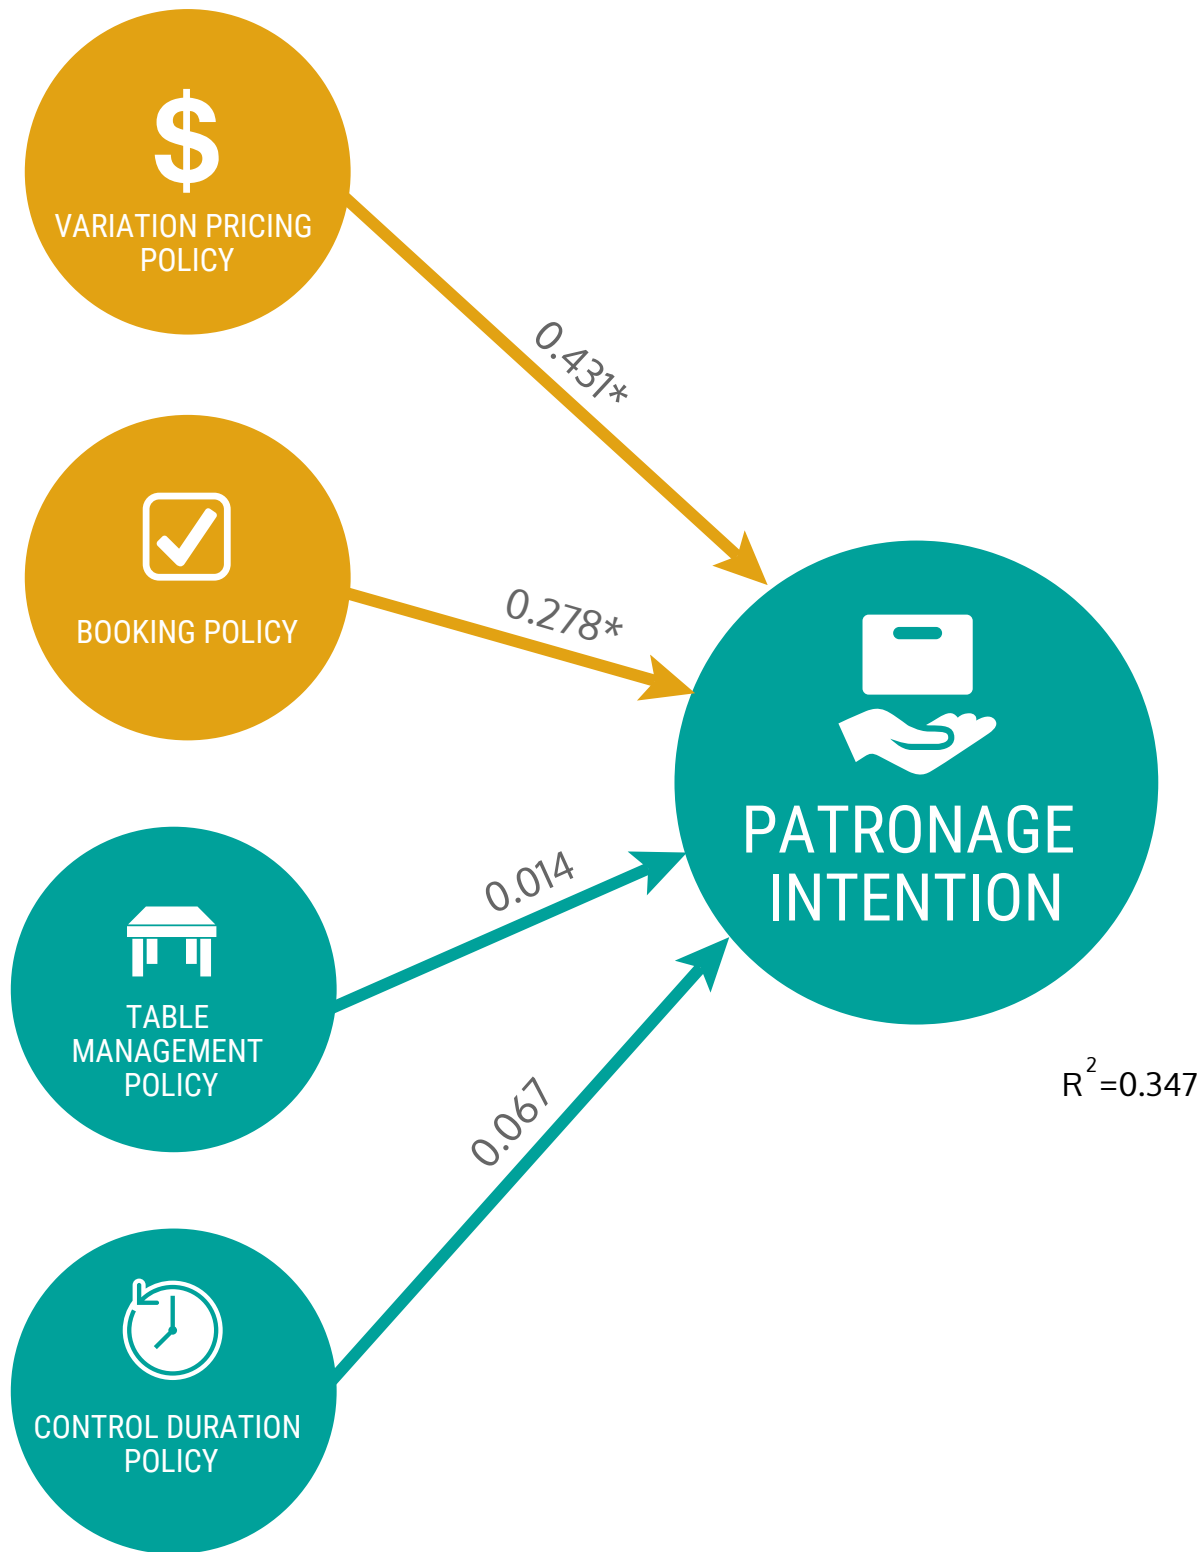 $
VARIATION PRICING
POLICY
0.431*
BOOKING POLICY
0.278*
PATRONAGE
INTENTION
0.014
TABLE
MANAGEMENT
POLICY
R²=0.347
0.067
CONTROL DURATION
POLICY